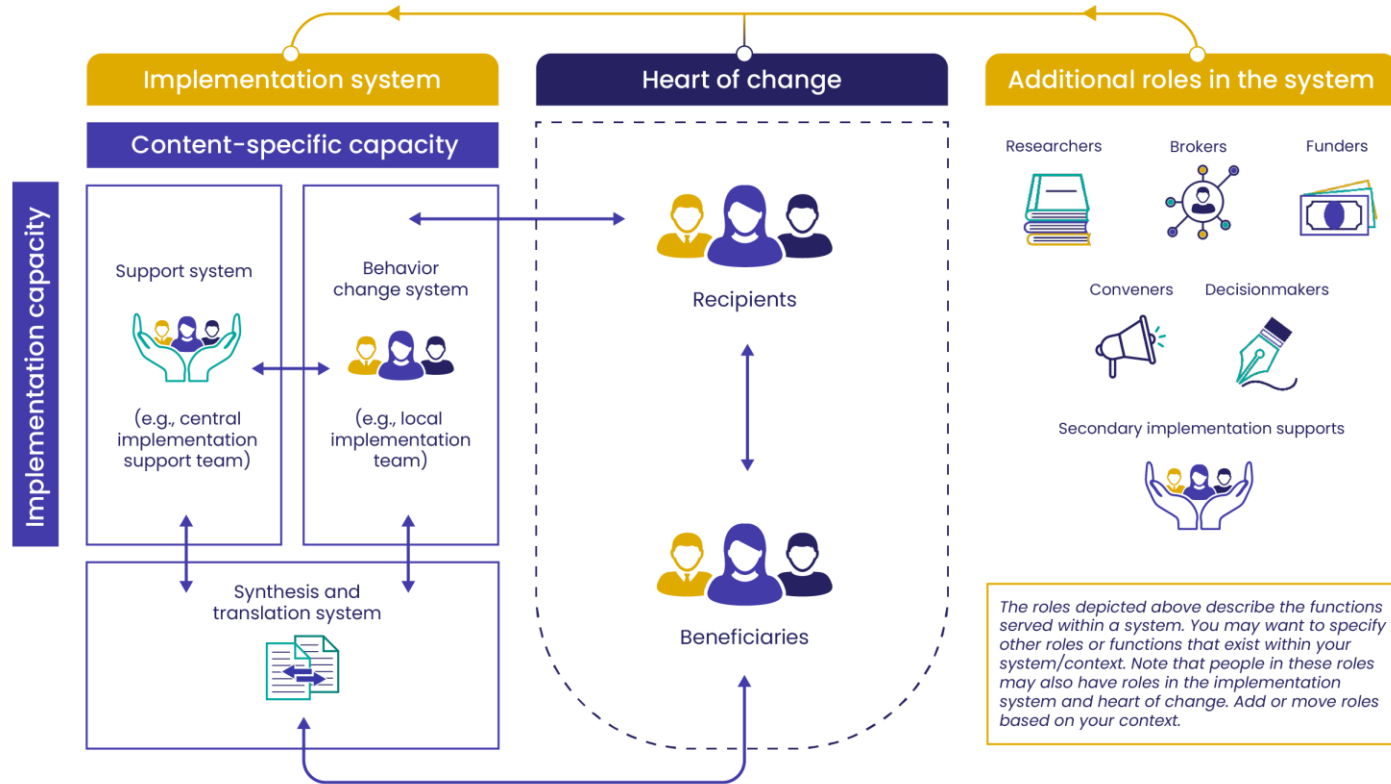 Implementation system
Heart of change
Additional roles in the system
Content-specific capacity
Implementation capacity
Support system
(e.g., central
implementation
support team)
Behavior
change system
(e.g., local
implementation
team)
Synthesis and
translation system
Recipients
Beneficiaries
Researchers
Brokers
Funders
Conveners
Decisionmakers
Secondary implementation supports
The roles depicted above describe the functions
served within a system. You may want to specify
other roles or functions that exist within your
system/context. Note that people in these roles
may also have roles in the implementation
system and heart of change. Add or move roles
based on your context.